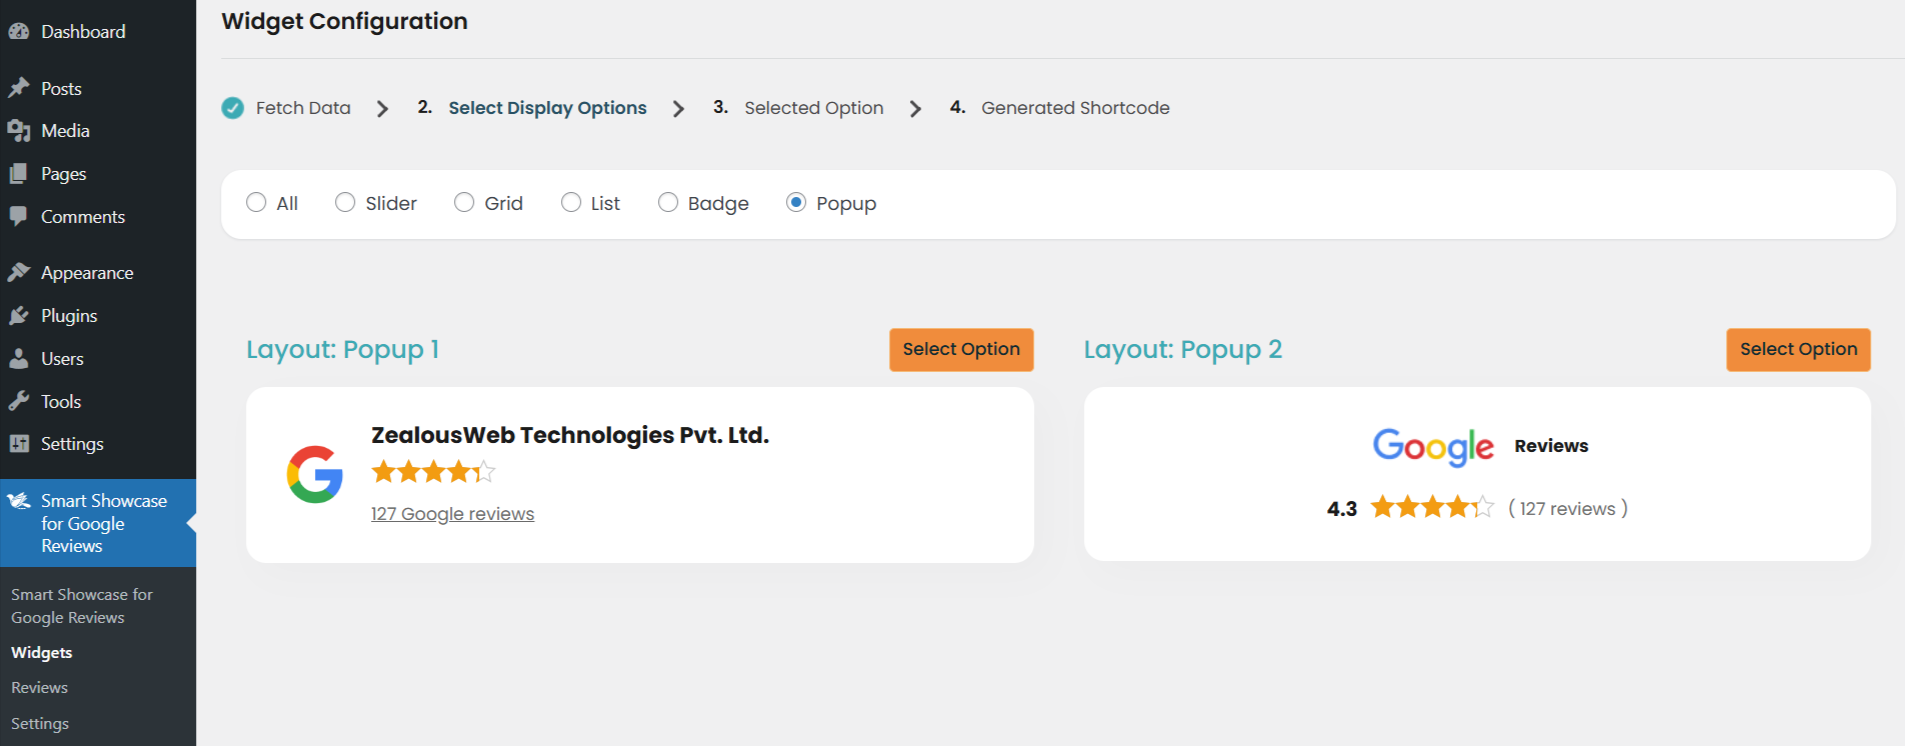 Dashboard
Posts
Media
Pages
Comments
Appearance
Plugins
Users
Tools
Settings
Smart Showcase
for Google
Reviews
Smart Showcase for
Google Reviews
Widgets
Reviews
Settings
Widget Configuration
Fetch Data 2. Select Display Options 3. Selected Option 4. Generated Shortcode
All Slider Grid List Badge Popup
Layout: Popup 1 Select Option
ZealousWeb Technologies Pvt. Ltd.
127 Google reviews
Layout: Popup 2 Select Option
Google Reviews
4.3 ( 127 reviews )